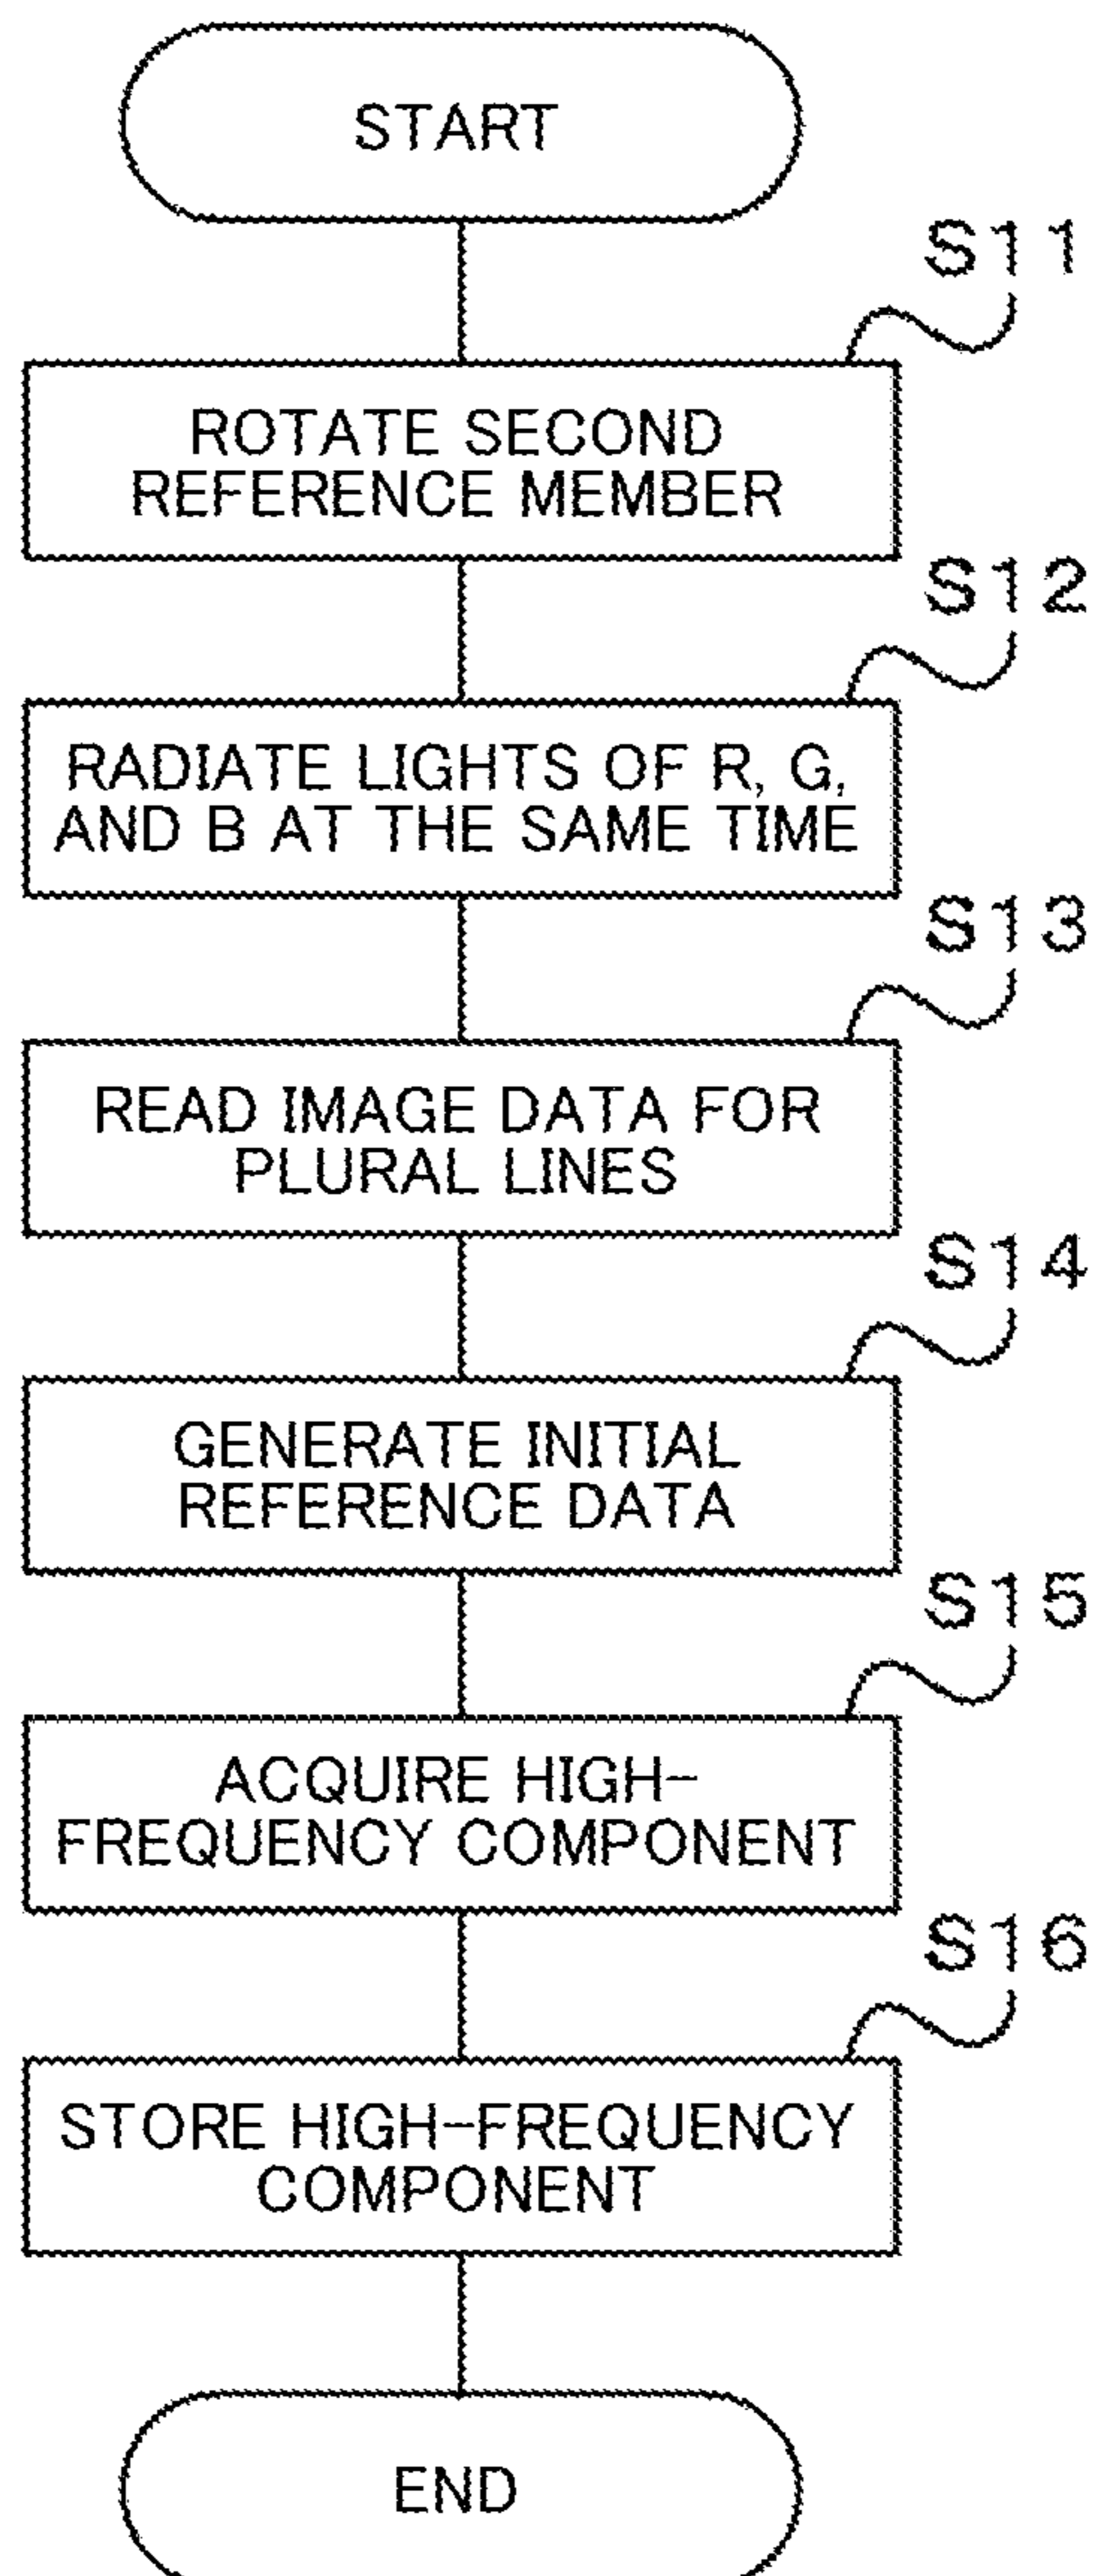 START
S11
ROTATE SECOND
REFERENCE MEMBER
S12
RADIATE LIGHTS OF R, G,
AND B AT THE SAME TIME
S13
READ IMAGE DATA FOR
PLURAL LINES
S14
GENERATE INITIAL
REFERENCE DATA
S15
ACQUIRE HIGH-
FREQUENCY COMPONENT
S16
STORE HIGH-FREQUENCY
COMPONENT
END